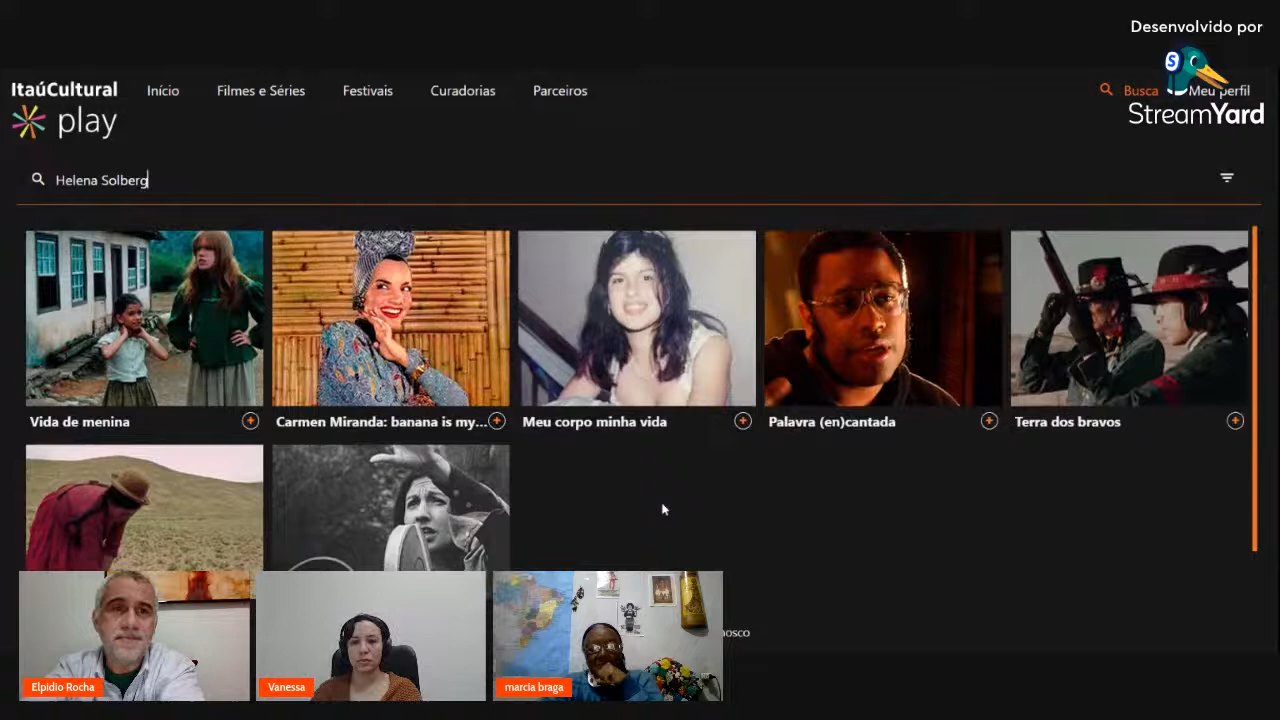 Desenvolvido por
StreamYard
ItaúCultural
play
Início
Filmes e Séries
Festivais
Curadorias
Parceiros
Busca
Meu perfil
Helena Solberg
Vida de menina
Carmen Miranda: banana is my...
Meu corpo minha vida
Palavra (en)cantada
Terra dos bravos
Elpidio Rocha
Vanessa
marcia braga